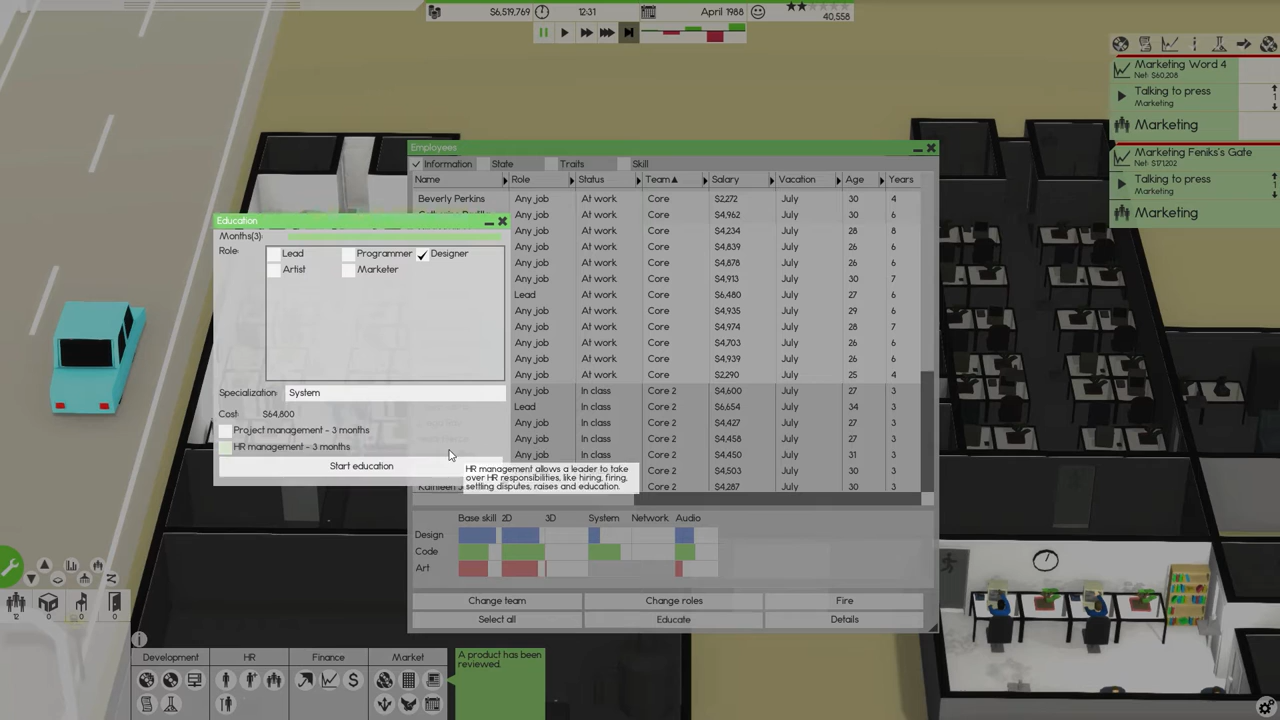 $6,519,769 12:31 April 1988 40,558
Marketing Word 4
Net: $60,208
Talking to press
Marketing
1
Marketing
Marketing Feniks's Gate
Net: $171,202
Talking to press
Marketing
1
Marketing
Employees
Information State Traits Skill
Name Role Status Team Salary Vacation Age Years
Beverly Perkins Any job At work Core $2,272 July 30 4
Any job At work Core $4,962 July 30 6
Any job At work Core $4,234 July 28 8
Any job At work Core $4,839 July 26 6
Any job At work Core $4,878 July 26 6
Any job At work Core $4,913 July 30 7
Lead At work Core $6,480 July 27 6
Any job At work Core $4,935 July 29 6
Any job At work Core $4,974 July 28 7
Any job At work Core $4,703 July 26 6
Any job At work Core $4,939 July 26 6
Any job At work Core $2,290 July 25 4
Any job In class Core 2 $4,600 July 27 3
Lead In class Core 2 $6,654 July 34 3
Any job In class Core 2 $4,427 July 27 3
Any job In class Core 2 $4,458 July 27 3
Any job In class Core 2 $4,450 July 31 3
Core 2 $4,503 July 30 3
Core 2 $4,287 July 30 3
Education
Months(3):
Role: Lead Programmer Designer
Artist Marketer
Specialization: System
Cost: $64,800
Project management - 3 months
HR management - 3 months
Start education
HR management allows a leader to take
over HR responsibilities, like hiring, firing,
settling disputes, raises and education.
Base skill 2D 3D System Network Audio
Design
Code
Art
Change team Change roles Fire
Select all Educate Details
12 0 0 0
Development HR Finance Market
A product has been
reviewed.